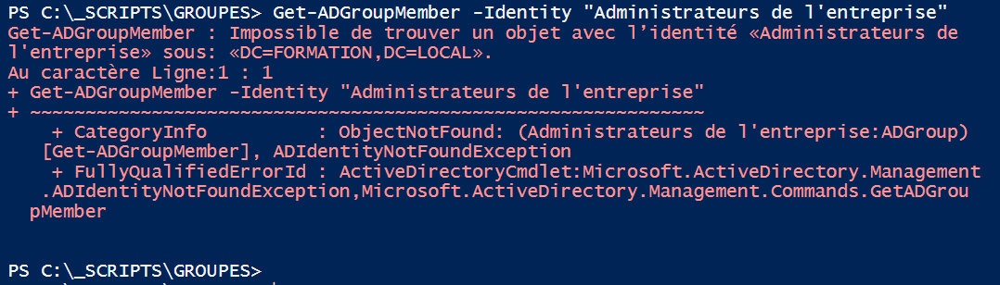 PS C:\_SCRIPTS\GROUPES> Get-ADGroupMember -Identity "Administrateurs de l'entreprise"
Get-ADGroupMember : Impossible de trouver un objet avec l’identité «Administrateurs de
l'entreprise» sous: «DC=FORMATION,DC=LOCAL».
Au caractère Ligne:1 : 1
+ Get-ADGroupMember -Identity "Administrateurs de l'entreprise"
+ ~~~~~~~~~~~~~~~~~~~~~~~~~~~~~~~~~~~~~~~~~~~~~~~~~~~~~~~~~~~~~
+ CategoryInfo : ObjectNotFound: (Administrateurs de l'entreprise:ADGroup)
[Get-ADGroupMember], ADIdentityNotFoundException
+ FullyQualifiedErrorId : ActiveDirectoryCmdlet:Microsoft.ActiveDirectory.Management
.ADIdentityNotFoundException,Microsoft.ActiveDirectory.Management.Commands.GetADGrou
pMember
PS C:\_SCRIPTS\GROUPES>